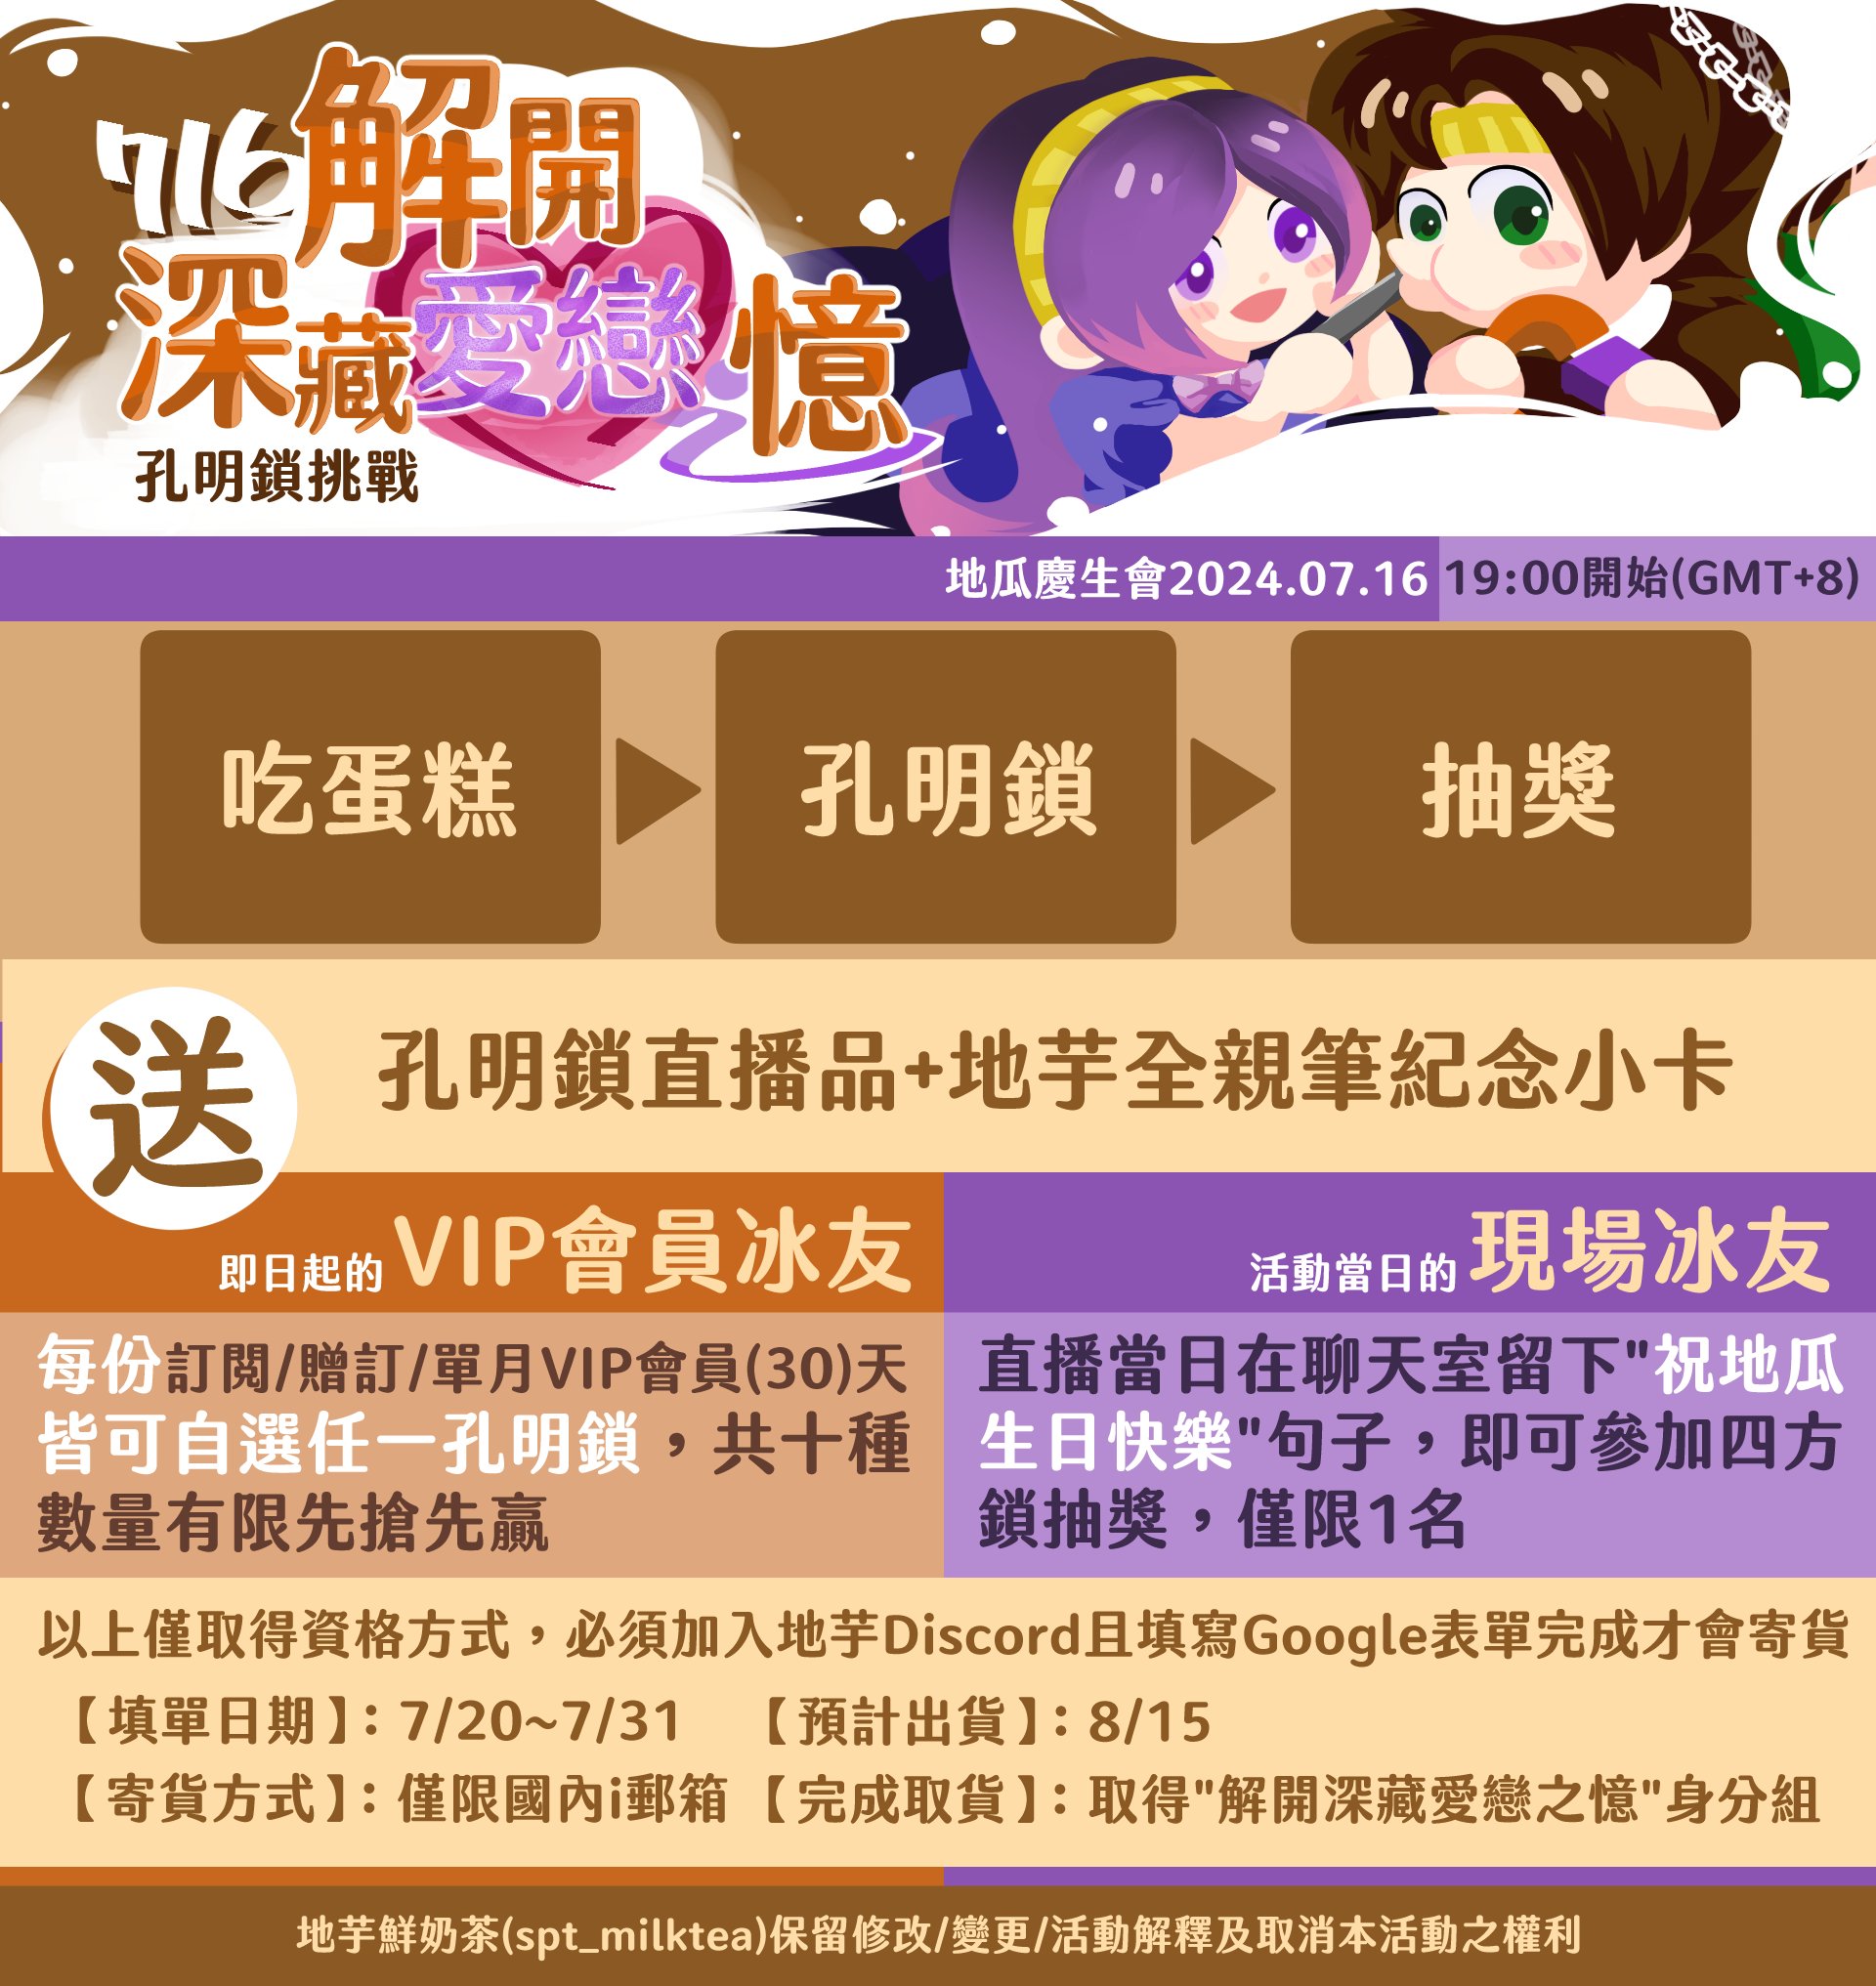 716解開
深藏愛戀憶
孔明鎖挑戰
地瓜慶生會2024.07.16 19:00開始(GMT+8)
吃蛋糕
孔明鎖
抽獎
送
孔明鎖直播品+地芋全親筆紀念小卡
即日起的VIP會員冰友
每份訂閱/贈訂/單月VIP會員(30)天
皆可自選任一孔明鎖，共十種
數量有限先搶先贏
活動當日的現場冰友
直播當日在聊天室留下"祝地瓜
生日快樂"句子，即可參加四方
鎖抽獎，僅限1名
以上僅取得資格方式，必須加入地芋Discord且填寫Google表單完成才會寄貨
【填單日期】：7/20~7/31 【預計出貨】：8/15
【寄貨方式】：僅限國內i郵箱 【完成取貨】：取得"解開深藏愛戀之憶"身分組
地芋鮮奶茶(spt_milktea)保留修改/變更/活動解釋及取消本活動之權利